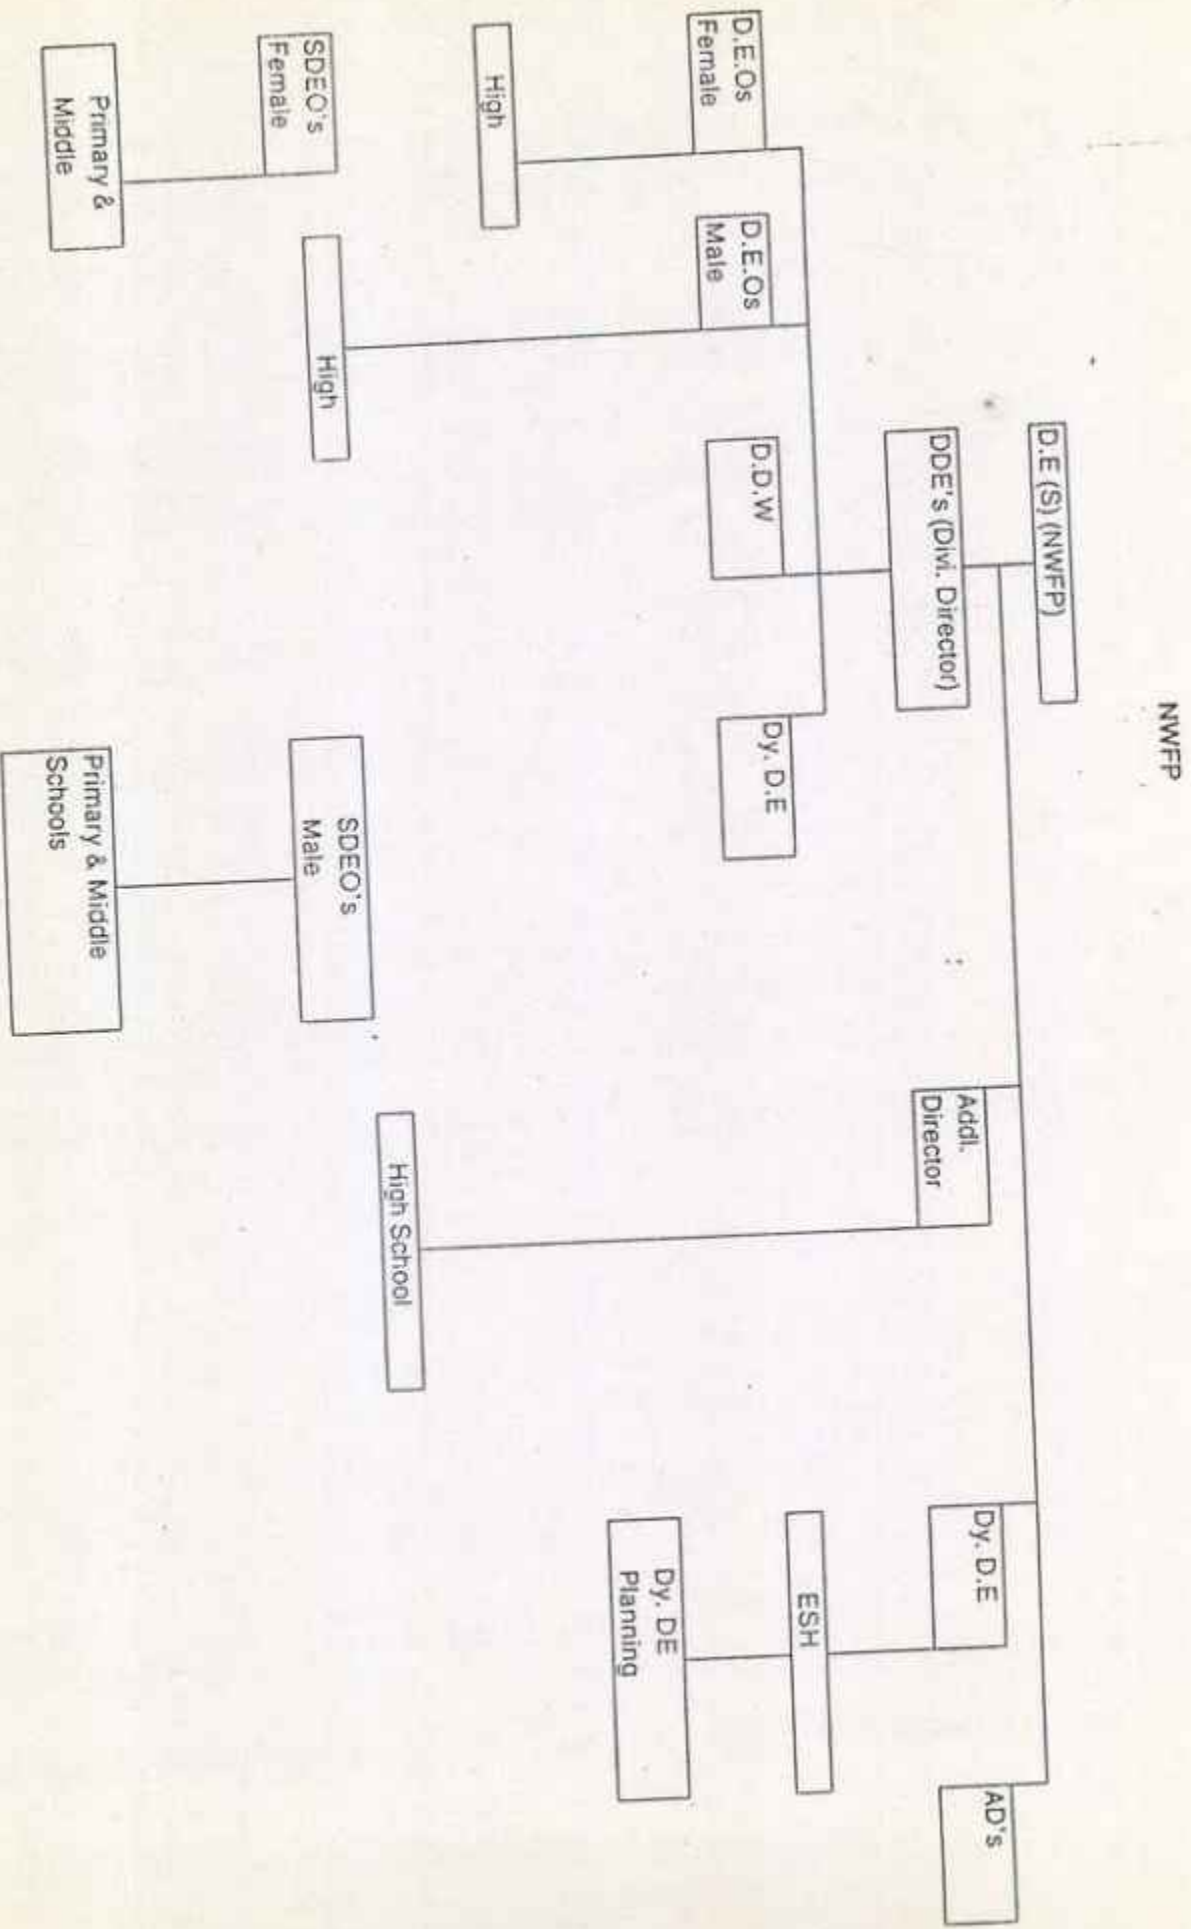 NWFP
D.E (S) (NWFP)
DDE's (Divi. Director)
Addl.
Director
Dy. D.E
AD's
D.E.Os
Female
D.E.Os
Male
D.D.W
Dy. D.E
ESH
High
Dy. DE
Planning
SDEO's
Female
High
SDEO's
Male
High School
Primary &
Middle
Primary & Middle
Schools